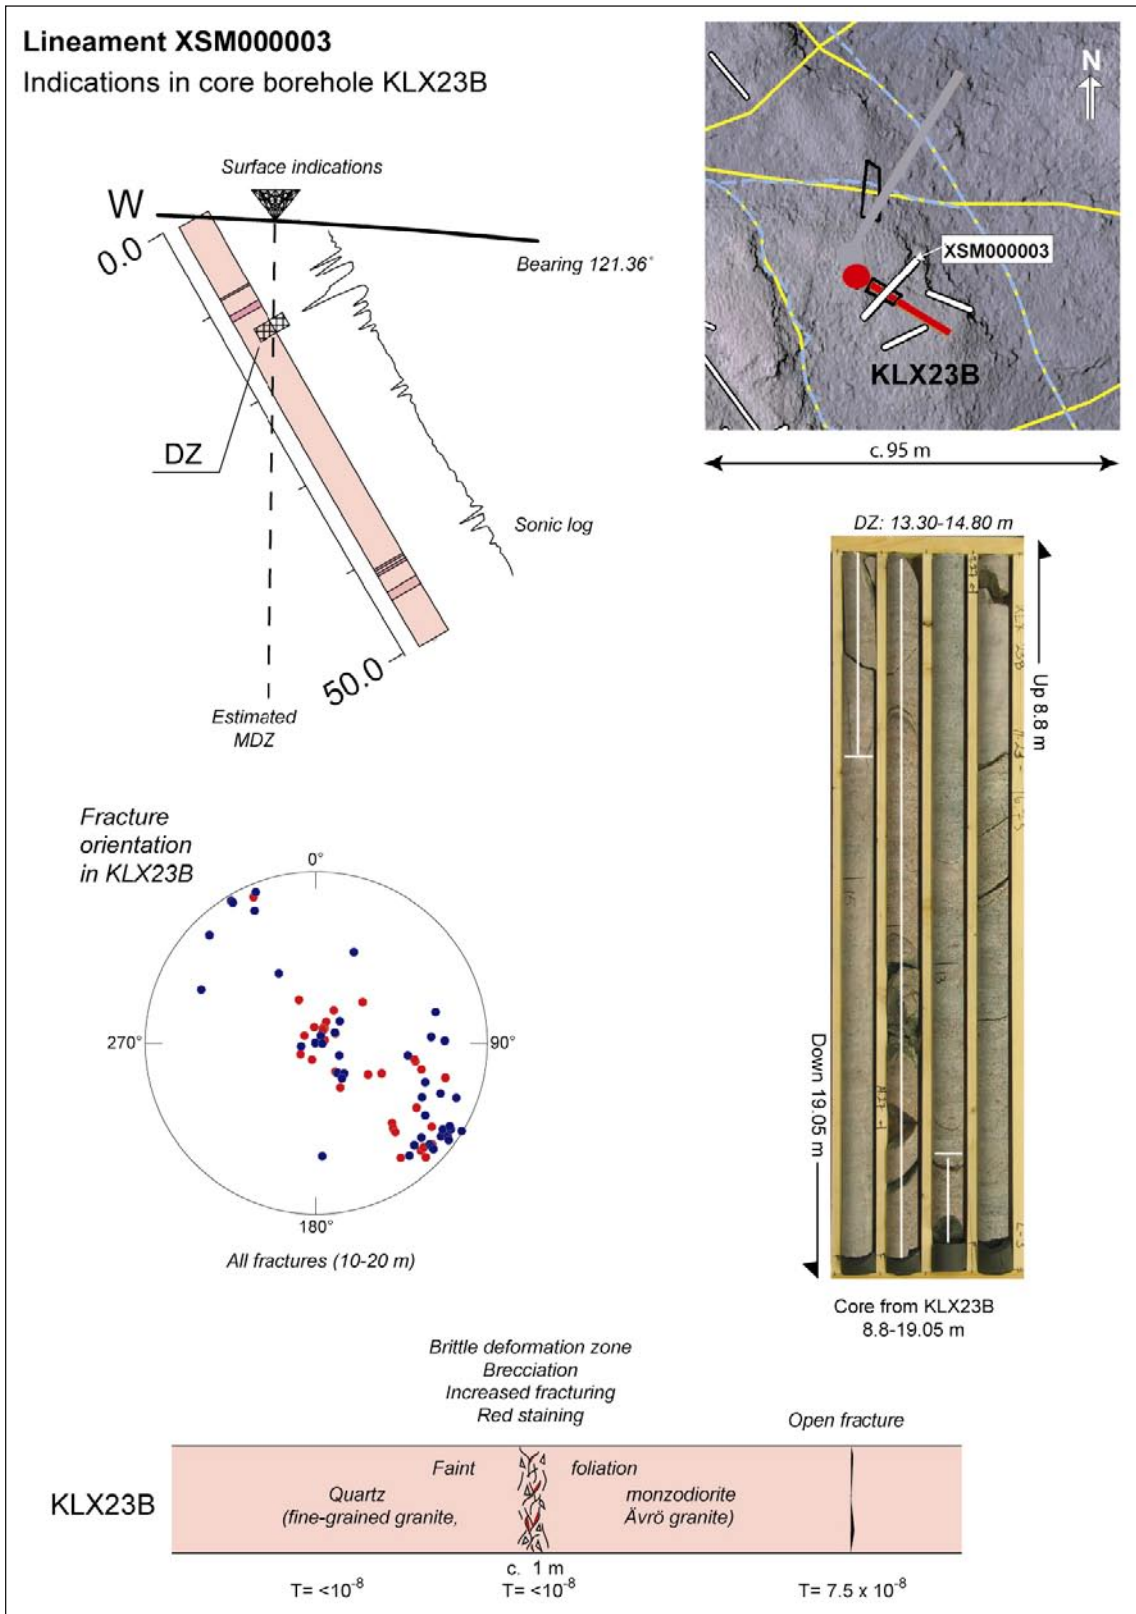 Lineament XSM000003
Indications in core borehole KLX23B
N
XSM000003
KLX23B
c. 95 m
Surface indications
W
0.0
Bearing 121.36°
DZ
Sonic log
50.0
Estimated
MDZ
DZ: 13.30-14.80 m
Up 8.8 m
Down 19.05 m
Core from KLX23B
8.8-19.05 m
Fracture
orientation
in KLX23B
0°
270°
90°
180°
All fractures (10-20 m)
Brittle deformation zone
Brecciation
Increased fracturing
Red staining
Open fracture
KLX23B
Faint foliation
Quartz monzodiorite
(fine-grained granite, Ävrö granite)
c. 1 m
T= <10⁻⁸ T= <10⁻⁸ T= 7.5 x 10⁻⁸